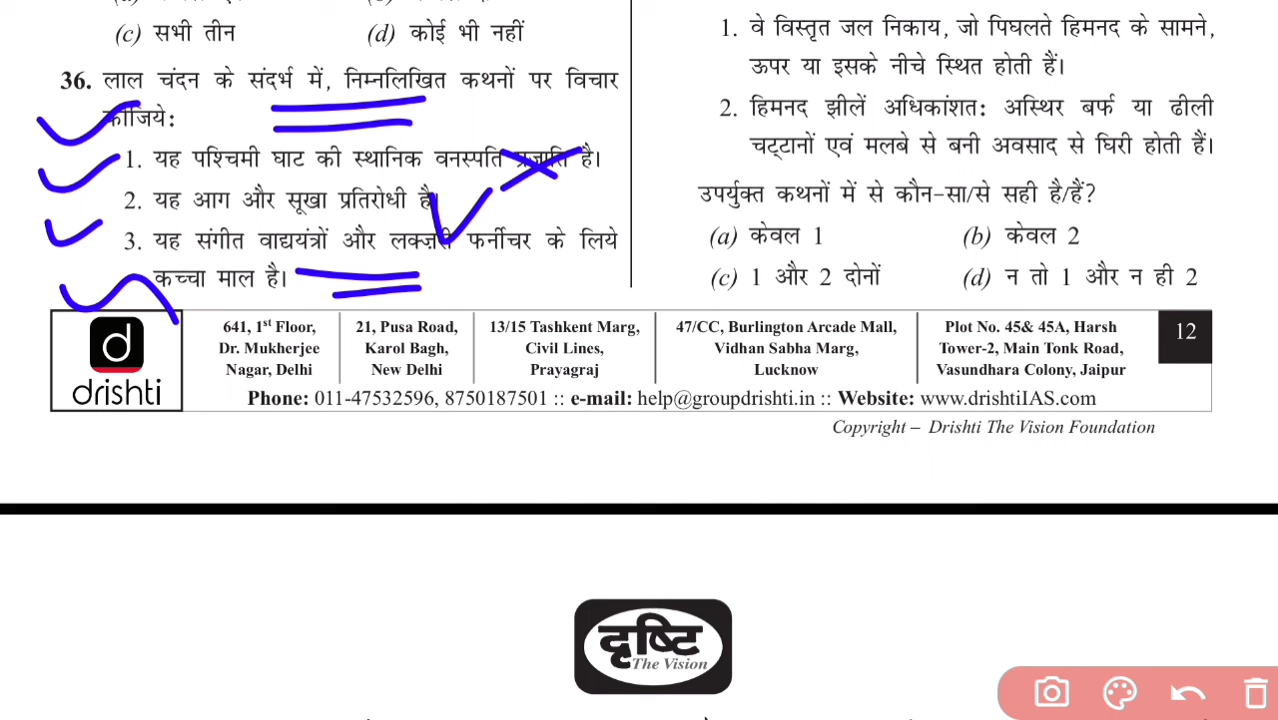 (c) सभी तीन (d) कोई भी नहीं
36. लाल चंदन के संदर्भ में, निम्नलिखित कथनों पर विचार
कीजिये:
1. यह पश्चिमी घाट की स्थानिक वनस्पति प्रजाति है।
2. यह आग और सूखा प्रतिरोधी है।
3. यह संगीत वाद्ययंत्रों और लक्ज़री फर्नीचर के लिये
कच्चा माल है।
1. वे विस्तृत जल निकाय, जो पिघलते हिमनद के सामने,
ऊपर या इसके नीचे स्थित होती हैं।
2. हिमनद झीलें अधिकांशत: अस्थिर बर्फ या ढीली
चट्टानों एवं मलबे से बनी अवसाद से घिरी होती हैं।
उपर्युक्त कथनों में से कौन-सा/से सही है/हैं?
(a) केवल 1 (b) केवल 2
(c) 1 और 2 दोनों (d) न तो 1 और न ही 2
d
drishti
641, 1st Floor,
Dr. Mukherjee
Nagar, Delhi
21, Pusa Road,
Karol Bagh,
New Delhi
13/15 Tashkent Marg,
Civil Lines,
Prayagraj
47/CC, Burlington Arcade Mall,
Vidhan Sabha Marg,
Lucknow
Plot No. 45& 45A, Harsh
Tower-2, Main Tonk Road,
Vasundhara Colony, Jaipur
12
Phone: 011-47532596, 8750187501 :: e-mail: help@groupdrishti.in :: Website: www.drishtiIAS.com
Copyright – Drishti The Vision Foundation
दृष्टि
The Vision